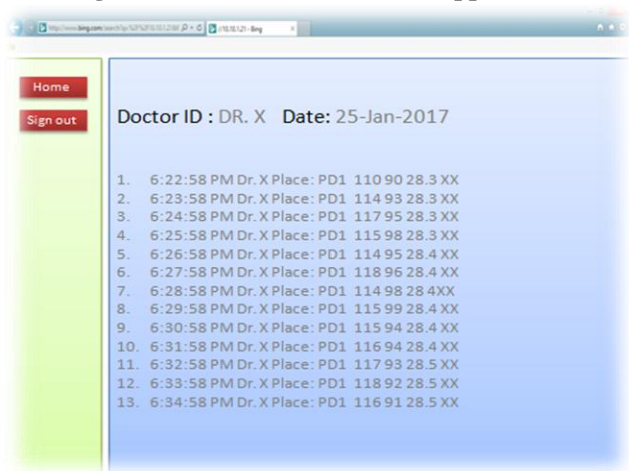 //10.10.1.21 - Bing
Home
Sign out
Doctor ID : DR. X Date: 25-Jan-2017
1. 6:22:58 PM Dr. X Place: PD1 110 90 28.3 XX
2. 6:23:58 PM Dr. X Place: PD1 114 93 28.3 XX
3. 6:24:58 PM Dr. X Place: PD1 117 95 28.3 XX
4. 6:25:58 PM Dr. X Place: PD1 115 98 28.3 XX
5. 6:26:58 PM Dr. X Place: PD1 114 95 28.4 XX
6. 6:27:58 PM Dr. X Place: PD1 118 96 28.4 XX
7. 6:28:58 PM Dr. X Place: PD1 114 98 28 4XX
8. 6:29:58 PM Dr. X Place: PD1 115 99 28.4 XX
9. 6:30:58 PM Dr. X Place: PD1 115 94 28.4 XX
10. 6:31:58 PM Dr. X Place: PD1 116 94 28.4 XX
11. 6:32:58 PM Dr. X Place: PD1 117 93 28.5 XX
12. 6:33:58 PM Dr. X Place: PD1 118 92 28.5 XX
13. 6:34:58 PM Dr. X Place: PD1 116 91 28.5 XX